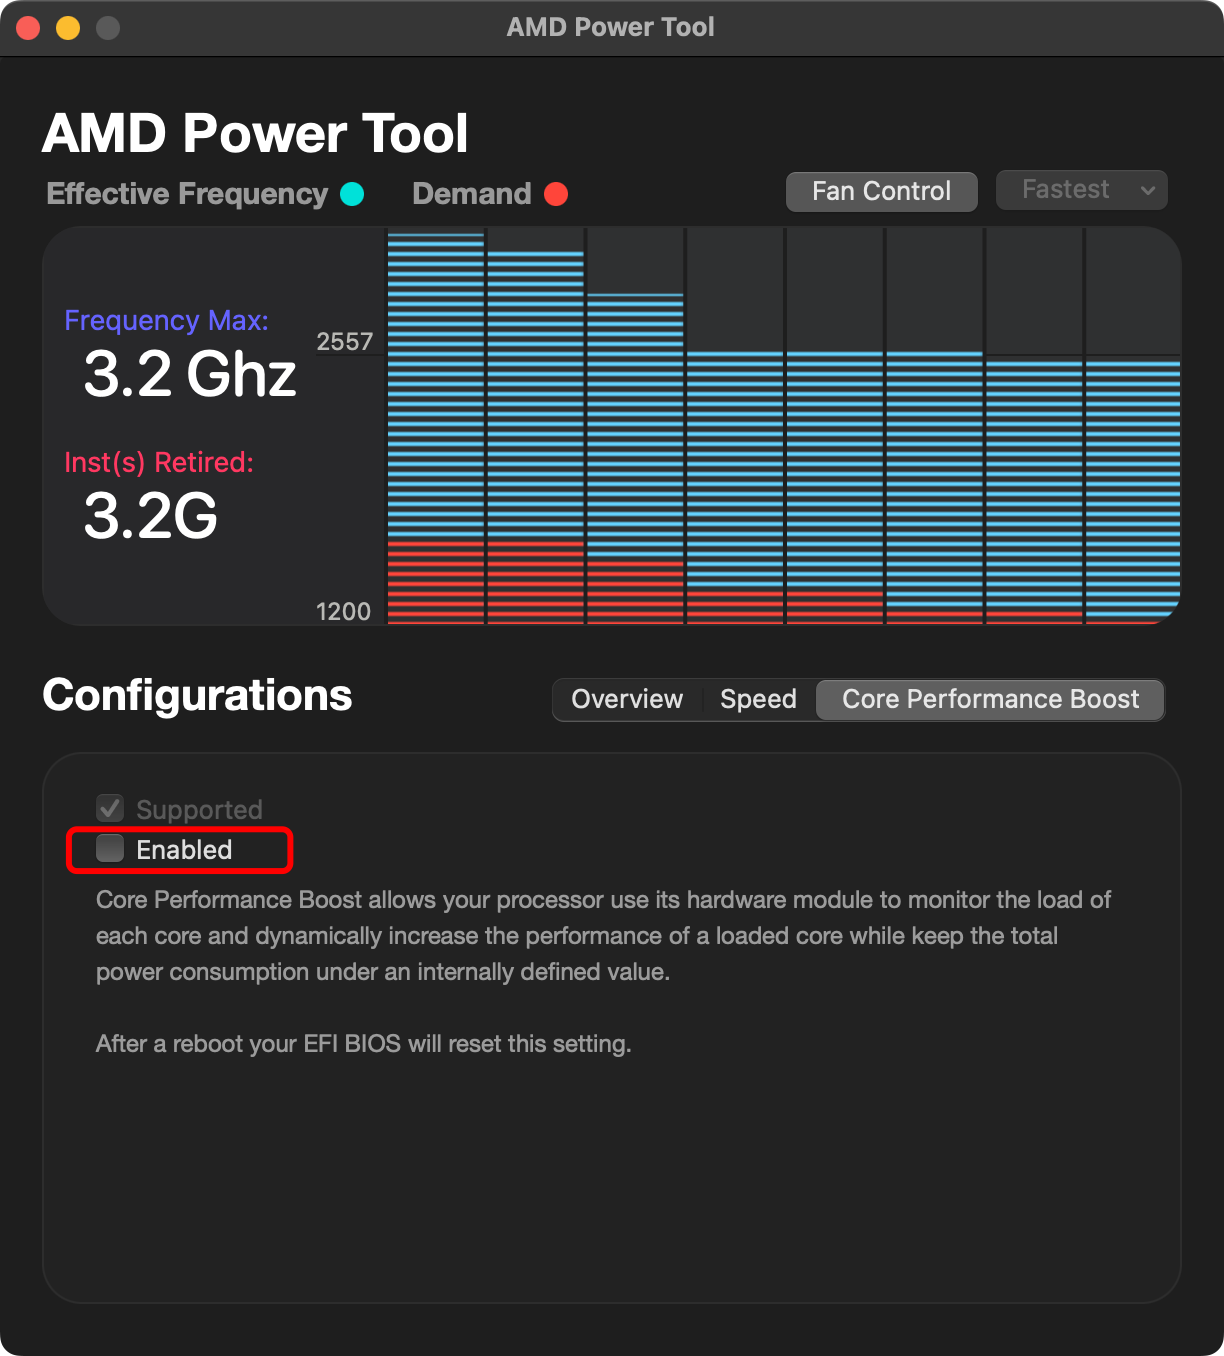 AMD Power Tool
AMD Power Tool
Effective Frequency Demand Fan Control Fastest
Frequency Max:
2557
3.2 Ghz
Inst(s) Retired:
3.2G
1200
Configurations Overview Speed Core Performance Boost
Supported
Enabled
Core Performance Boost allows your processor use its hardware module to monitor the load of
each core and dynamically increase the performance of a loaded core while keep the total
power consumption under an internally defined value.
After a reboot your EFI BIOS will reset this setting.